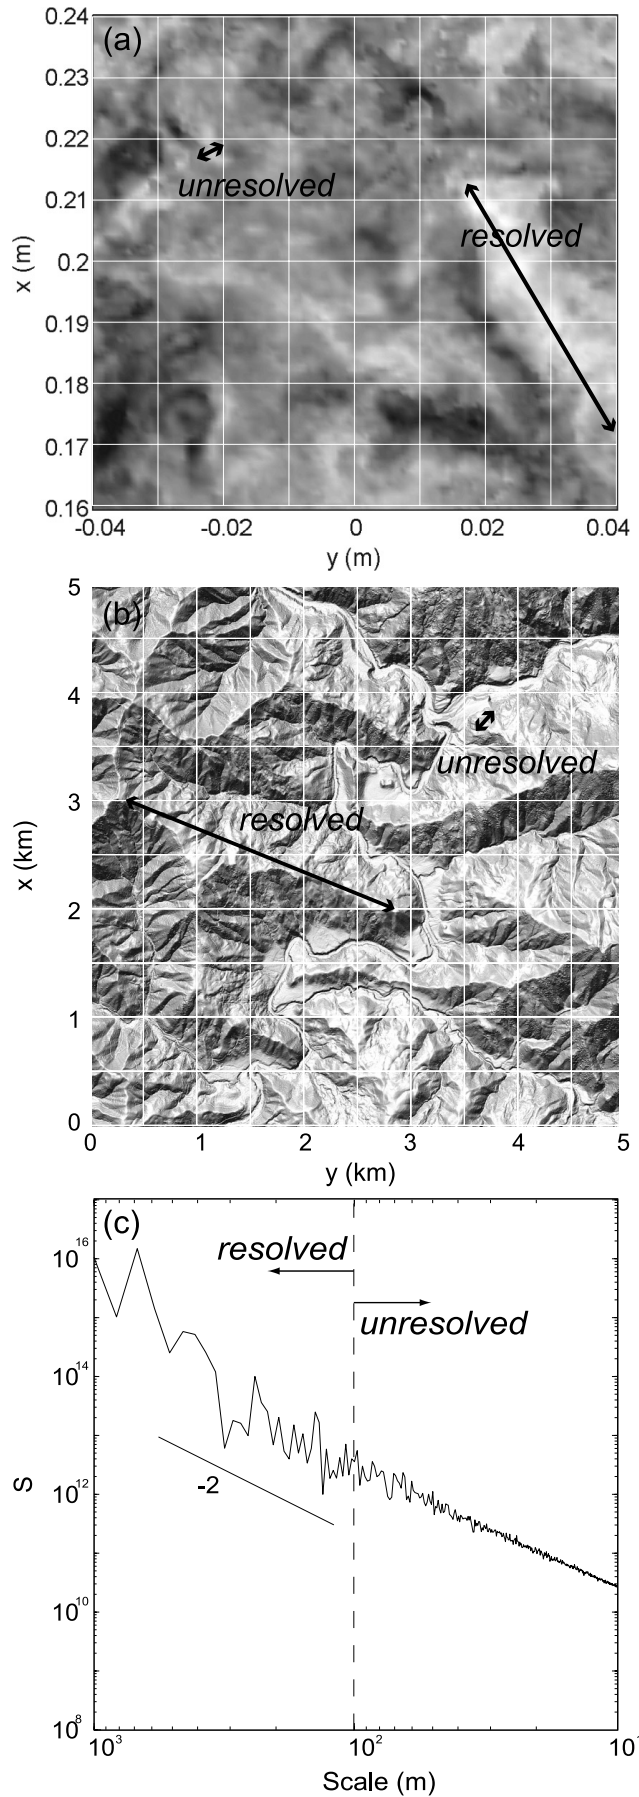 0.24
(a)
0.23
0.22
unresolved
0.21
resolved
0.2
x (m)
0.19
0.18
0.17
0.16
-0.04 -0.02 0 0.02 0.04
y (m)
5
(b)
4
unresolved
3
resolved
x (km)
2
1
0
0 1 2 3 4 5
y (km)
(c)
10^16
resolved
unresolved
10^14
-2
S
10^12
10^10
10^8
10^3 10^2 10^1
Scale (m)